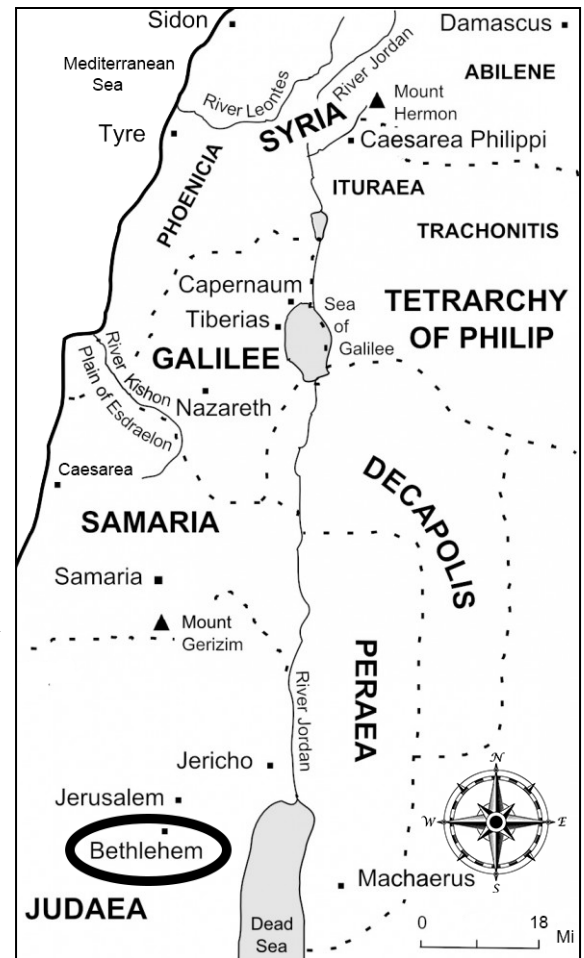 Sidon
Damascus
Mediterranean
Sea
ABILENE
River Leontes
River Jordan
Mount
Hermon
SYRIA
Tyre
Caesarea Philippi
PHOENICIA
ITURAEA
TRACHONITIS
Capernaum
Sea
of
Galilee
TETRARCHY
OF PHILIP
Tiberias
GALILEE
River Kishon
Plain of Esdraelon
Nazareth
Caesarea
DECAPOLIS
SAMARIA
Samaria
Mount
Gerizim
PERAEA
River Jordan
Jericho
Jerusalem
Bethlehem
N
W
E
S
Machaerus
JUDAEA
Dead
Sea
0 18
Mi